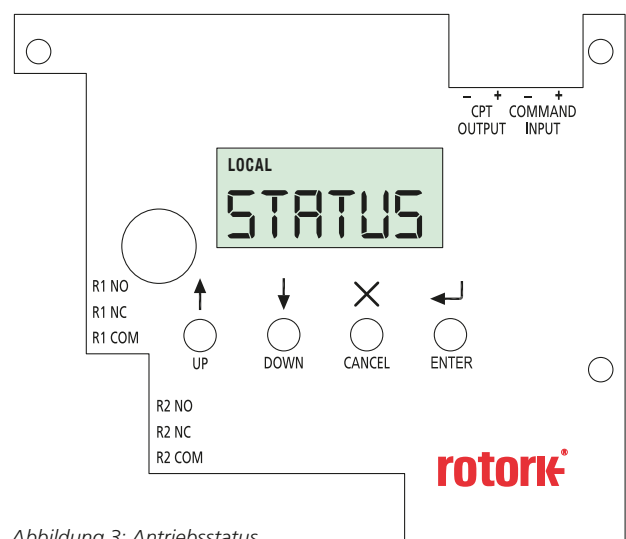 – + – +
CPT COMMAND
OUTPUT INPUT
LOCAL
STATUS
R1 NO
R1 NC
R1 COM
UP DOWN CANCEL ENTER
R2 NO
R2 NC
R2 COM
rotork®
Abbildung 3: Antriebsstatus